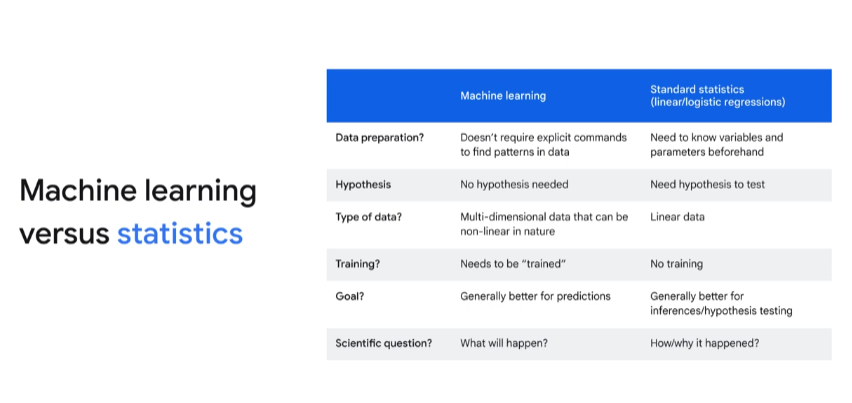 Machine learning
versus statistics
Machine learning
Standard statistics
(linear/logistic regressions)
Data preparation?
Doesn't require explicit commands
to find patterns in data
Need to know variables and
parameters beforehand
Hypothesis
No hypothesis needed
Need hypothesis to test
Type of data?
Multi-dimensional data that can be
non-linear in nature
Linear data
Training?
Needs to be “trained”
No training
Goal?
Generally better for predictions
Generally better for
inferences/hypothesis testing
Scientific question?
What will happen?
How/why it happened?